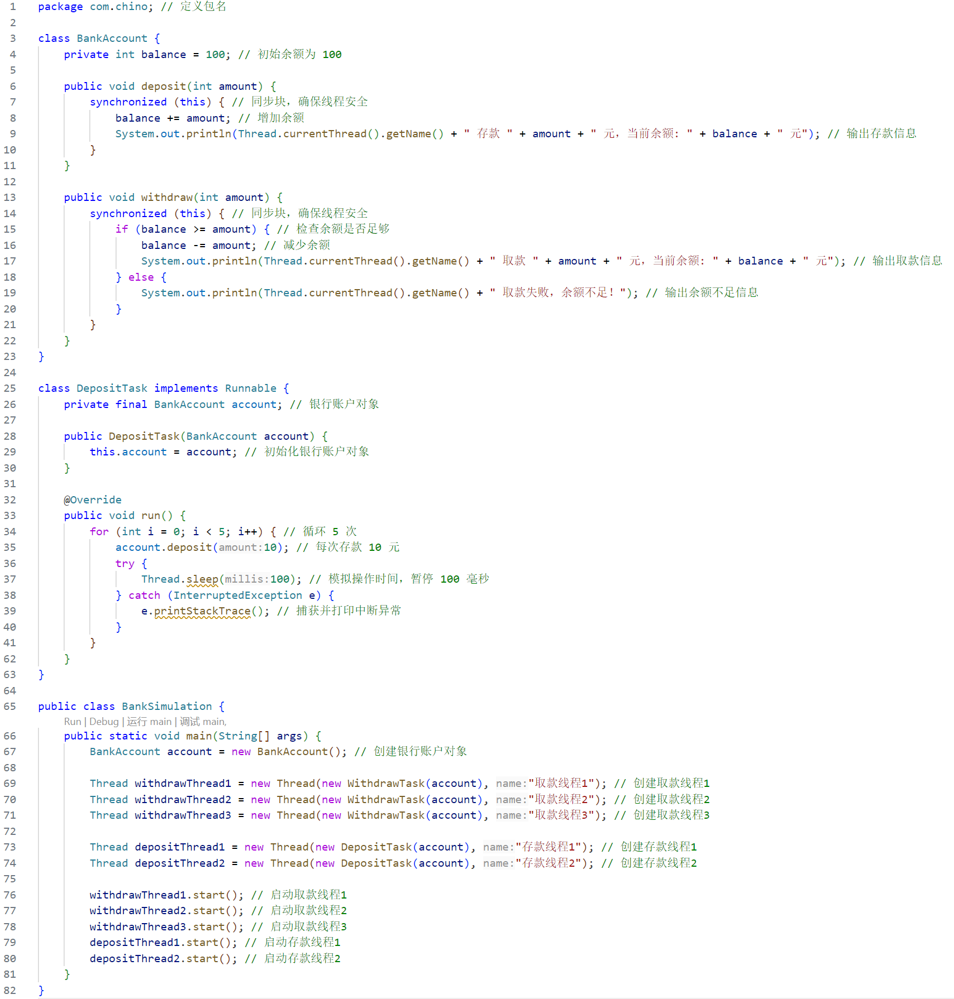 1 package com.chino; // 定义包名
2
3 class BankAccount {
4 private int balance = 100; // 初始余额为 100
5
6 public void deposit(int amount) {
7 synchronized (this) { // 同步块，确保线程安全
8 balance += amount; // 增加余额
9 System.out.println(Thread.currentThread().getName() + " 存款 " + amount + " 元，当前余额: " + balance + " 元"); // 输出存款信息
10 }
11 }
12
13 public void withdraw(int amount) {
14 synchronized (this) { // 同步块，确保线程安全
15 if (balance >= amount) { // 检查余额是否足够
16 balance -= amount; // 减少余额
17 System.out.println(Thread.currentThread().getName() + " 取款 " + amount + " 元，当前余额: " + balance + " 元"); // 输出取款信息
18 } else {
19 System.out.println(Thread.currentThread().getName() + " 取款失败，余额不足！"); // 输出余额不足信息
20 }
21 }
22 }
23 }
24
25 class DepositTask implements Runnable {
26 private final BankAccount account; // 银行账户对象
27
28 public DepositTask(BankAccount account) {
29 this.account = account; // 初始化银行账户对象
30 }
31
32 @Override
33 public void run() {
34 for (int i = 0; i < 5; i++) { // 循环 5 次
35 account.deposit(amount:10); // 每次存款 10 元
36 try {
37 Thread.sleep(millis:100); // 模拟操作时间，暂停 100 毫秒
38 } catch (InterruptedException e) {
39 e.printStackTrace(); // 捕获并打印中断异常
40 }
41 }
62 }
63 }
64
65 public class BankSimulation {
Run | Debug | 运行 main | 调试 main,
66 public static void main(String[] args) {
67 BankAccount account = new BankAccount(); // 创建银行账户对象
68
69 Thread withdrawThread1 = new Thread(new WithdrawTask(account), name:"取款线程1"); // 创建取款线程1
70 Thread withdrawThread2 = new Thread(new WithdrawTask(account), name:"取款线程2"); // 创建取款线程2
71 Thread withdrawThread3 = new Thread(new WithdrawTask(account), name:"取款线程3"); // 创建取款线程3
72
73 Thread depositThread1 = new Thread(new DepositTask(account), name:"存款线程1"); // 创建存款线程1
74 Thread depositThread2 = new Thread(new DepositTask(account), name:"存款线程2"); // 创建存款线程2
75
76 withdrawThread1.start(); // 启动取款线程1
77 withdrawThread2.start(); // 启动取款线程2
78 withdrawThread3.start(); // 启动取款线程3
79 depositThread1.start(); // 启动存款线程1
80 depositThread2.start(); // 启动存款线程2
81 }
82 }